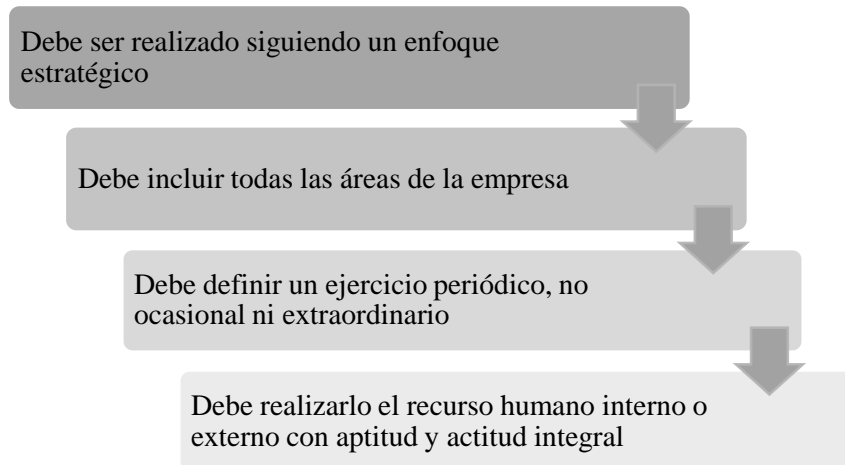 Debe ser realizado siguiendo un enfoque
estratégico
Debe incluir todas las áreas de la empresa
Debe definir un ejercicio periódico, no
ocasional ni extraordinario
Debe realizarlo el recurso humano interno o
externo con aptitud y actitud integral